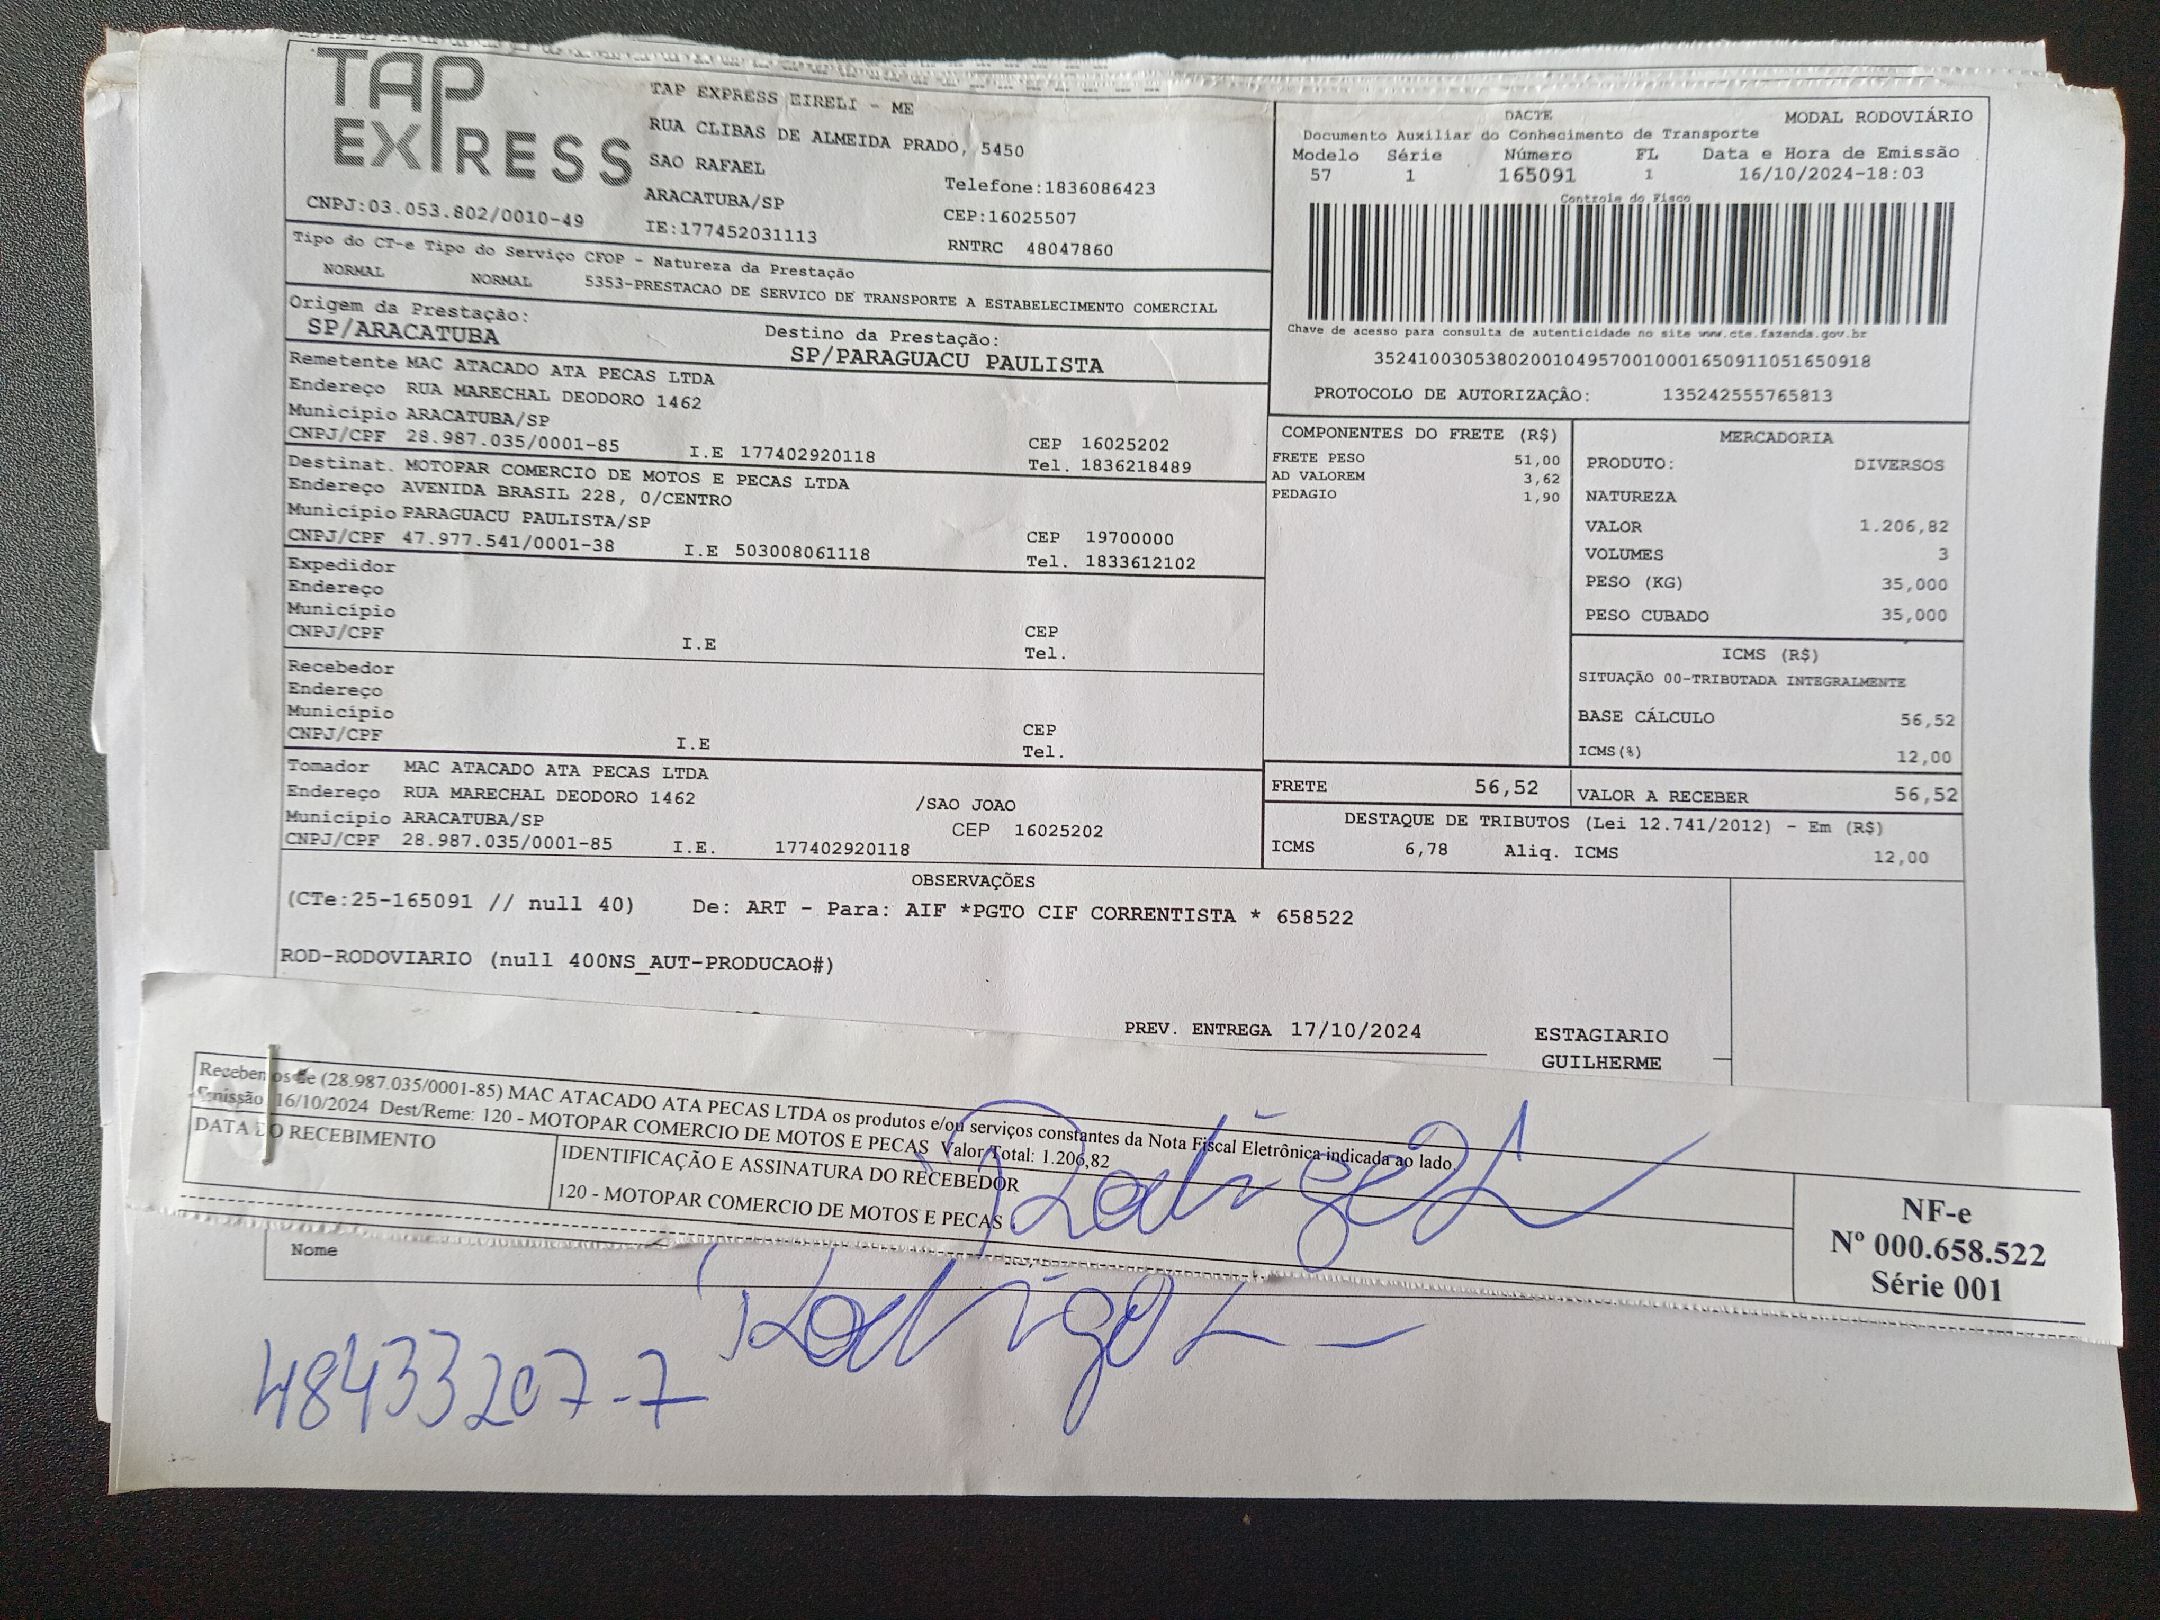 TAP
EXPRESS
CNPJ:03.053.802/0010-49
TAP EXPRESS EIRELI - ME
RUA CLIBAS DE ALMEIDA PRADO, 5450
SAO RAFAEL
ARACATUBA/SP
IE:177452031113
Telefone:1836086423
CEP:16025507
RNTRC 48047860
DACTE MODAL RODOVIÁRIO
Documento Auxiliar do Conhecimento de Transporte
Modelo Série Número FL Data e Hora de Emissão
57 1 165091 1 16/10/2024-18:03
Controle do Fisco
Chave de acesso para consulta de autenticidade no site www.cte.fazenda.gov.br
35241003053802001049570010001650911051650918
PROTOCOLO DE AUTORIZAÇÃO: 135242555765813
Tipo do CT-e Tipo do Serviço CFOP - Natureza da Prestação
NORMAL NORMAL 5353-PRESTACAO DE SERVICO DE TRANSPORTE A ESTABELECIMENTO COMERCIAL
Origem da Prestação: Destino da Prestação:
SP/ARACATUBA SP/PARAGUACU PAULISTA
Remetente MAC ATACADO ATA PECAS LTDA
Endereço RUA MARECHAL DEODORO 1462
Município ARACATUBA/SP CEP 16025202
CNPJ/CPF 28.987.035/0001-85 I.E 177402920118 Tel. 1836218489
Destinat. MOTOPAR COMERCIO DE MOTOS E PECAS LTDA
Endereço AVENIDA BRASIL 228, 0/CENTRO
Município PARAGUACU PAULISTA/SP CEP 19700000
CNPJ/CPF 47.977.541/0001-38 I.E 503008061118 Tel. 1833612102
Expedidor
Endereço
Município CEP
CNPJ/CPF I.E Tel.
Recebedor
Endereço
Município CEP
CNPJ/CPF I.E Tel.
Tomador MAC ATACADO ATA PECAS LTDA
Endereço RUA MARECHAL DEODORO 1462 /SAO JOAO
Município ARACATUBA/SP CEP 16025202
CNPJ/CPF 28.987.035/0001-85 I.E. 177402920118
COMPONENTES DO FRETE (R$)
FRETE PESO 51,00
AD VALOREM 3,62
PEDAGIO 1,90
MERCADORIA
PRODUTO: DIVERSOS
NATUREZA
VALOR 1.206,82
VOLUMES 3
PESO (KG) 35,000
PESO CUBADO 35,000
ICMS (R$)
SITUAÇÃO 00-TRIBUTADA INTEGRALMENTE
BASE CÁLCULO 56,52
ICMS(%) 12,00
FRETE 56,52 VALOR A RECEBER 56,52
DESTAQUE DE TRIBUTOS (Lei 12.741/2012) - Em (R$)
ICMS 6,78 Aliq. ICMS 12,00
OBSERVAÇÕES
(CTe:25-165091 // null 40) De: ART - Para: AIF *PGTO CIF CORRENTISTA * 658522
ROD-RODOVIARIO (null 400NS_AUT-PRODUCAO#)
PREV. ENTREGA 17/10/2024 ESTAGIARIO
GUILHERME
Recebemos de (28.987.035/0001-85) MAC ATACADO ATA PECAS LTDA os produtos e/ou serviços constantes da Nota Fiscal Eletrônica indicada ao lado.
Emissão 16/10/2024 Dest/Reme: 120 - MOTOPAR COMERCIO DE MOTOS E PECAS Valor Total: 1.206,82
DATA DO RECEBIMENTO IDENTIFICAÇÃO E ASSINATURA DO RECEBEDOR
120 - MOTOPAR COMERCIO DE MOTOS E PECAS
Rodrigo L
NF-e
Nº 000.658.522
Série 001
Nome
Rodrigo L
48433207-7